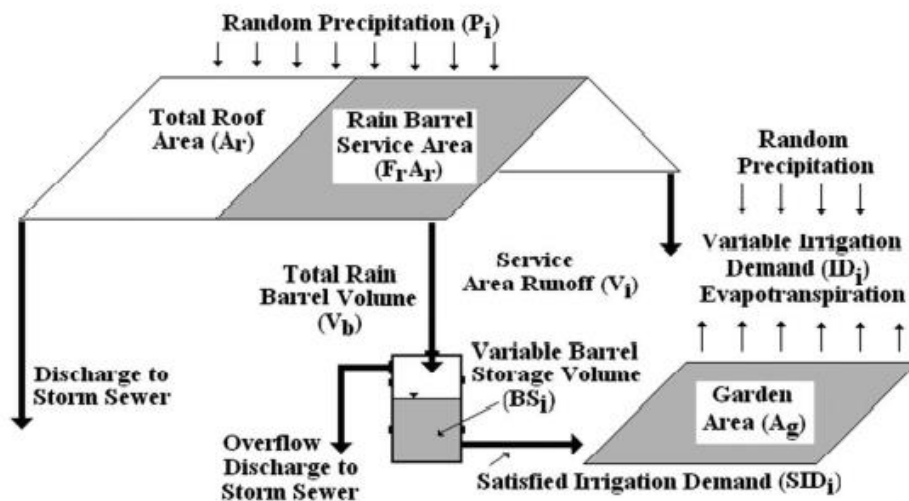 Random Precipitation (Pi)
Total Roof
Area (Ar)
Rain Barrel
Service Area
(FrAr)
Random
Precipitation
Variable Irrigation
Demand (IDi)
Evapotranspiration
Total Rain
Barrel Volume
(Vb)
Service
Area Runoff (Vi)
Discharge to
Storm Sewer
Variable Barrel
Storage Volume
(BSi)
Garden
Area (Ag)
Overflow
Discharge to
Storm Sewer
Satisfied Irrigation Demand (SIDi)